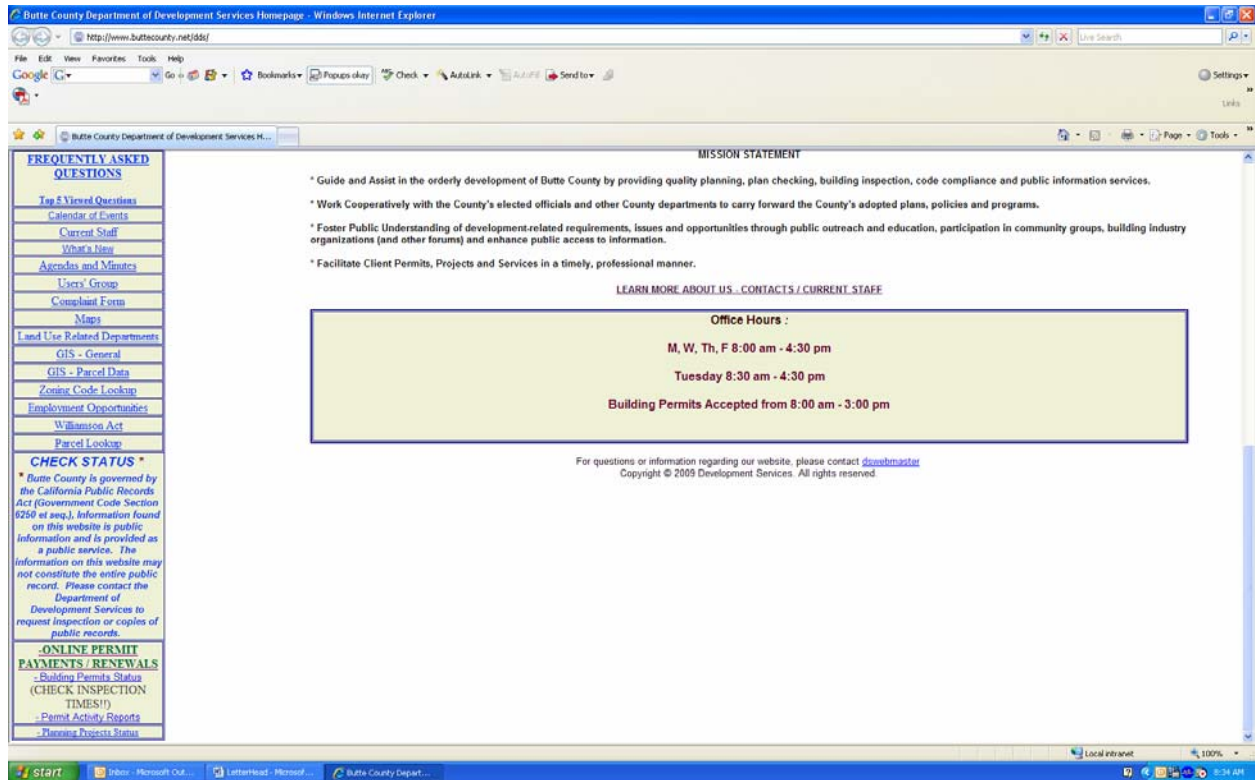 Butte County Department of Development Services Homepage - Windows Internet Explorer
http://www.buttecounty.net/dds/
Live Search
File Edit View Favorites Tools Help
Google G Go Bookmarks Popups okay Check AutoLink AutoFill Send to Settings
Links
Butte County Department of Development Services H... Page Tools
FREQUENTLY ASKED
QUESTIONS
Top 5 Viewed Questions
Calendar of Events
Current Staff
What's New
Agendas and Minutes
Users' Group
Complaint Form
Maps
Land Use Related Departments
GIS - General
GIS - Parcel Data
Zoning Code Lookup
Employment Opportunities
Williamson Act
Parcel Lookup
CHECK STATUS *
* Butte County is governed by
the California Public Records
Act (Government Code Section
6250 et seq.), Information found
on this website is public
information and is provided as
a public service. The
information on this website may
not constitute the entire public
record. Please contact the
Department of
Development Services to
request inspection or copies of
public records.
-ONLINE PERMIT
PAYMENTS / RENEWALS
- Building Permits Status
(CHECK INSPECTION
TIMES!!)
- Permit Activity Reports
- Planning Projects Status
MISSION STATEMENT
* Guide and Assist in the orderly development of Butte County by providing quality planning, plan checking, building inspection, code compliance and public information services.
* Work Cooperatively with the County's elected officials and other County departments to carry forward the County's adopted plans, policies and programs.
* Foster Public Understanding of development-related requirements, issues and opportunities through public outreach and education, participation in community groups, building industry
organizations (and other forums) and enhance public access to information.
* Facilitate Client Permits, Projects and Services in a timely, professional manner.
LEARN MORE ABOUT US - CONTACTS / CURRENT STAFF
Office Hours :
M, W, Th, F 8:00 am - 4:30 pm
Tuesday 8:30 am - 4:30 pm
Building Permits Accepted from 8:00 am - 3:00 pm
For questions or information regarding our website, please contact dswebmaster
Copyright © 2009 Development Services. All rights reserved.
Local intranet 100%
start Inbox - Microsoft Out... LetterHead - Microsof... Butte County Depart... 8:34 AM